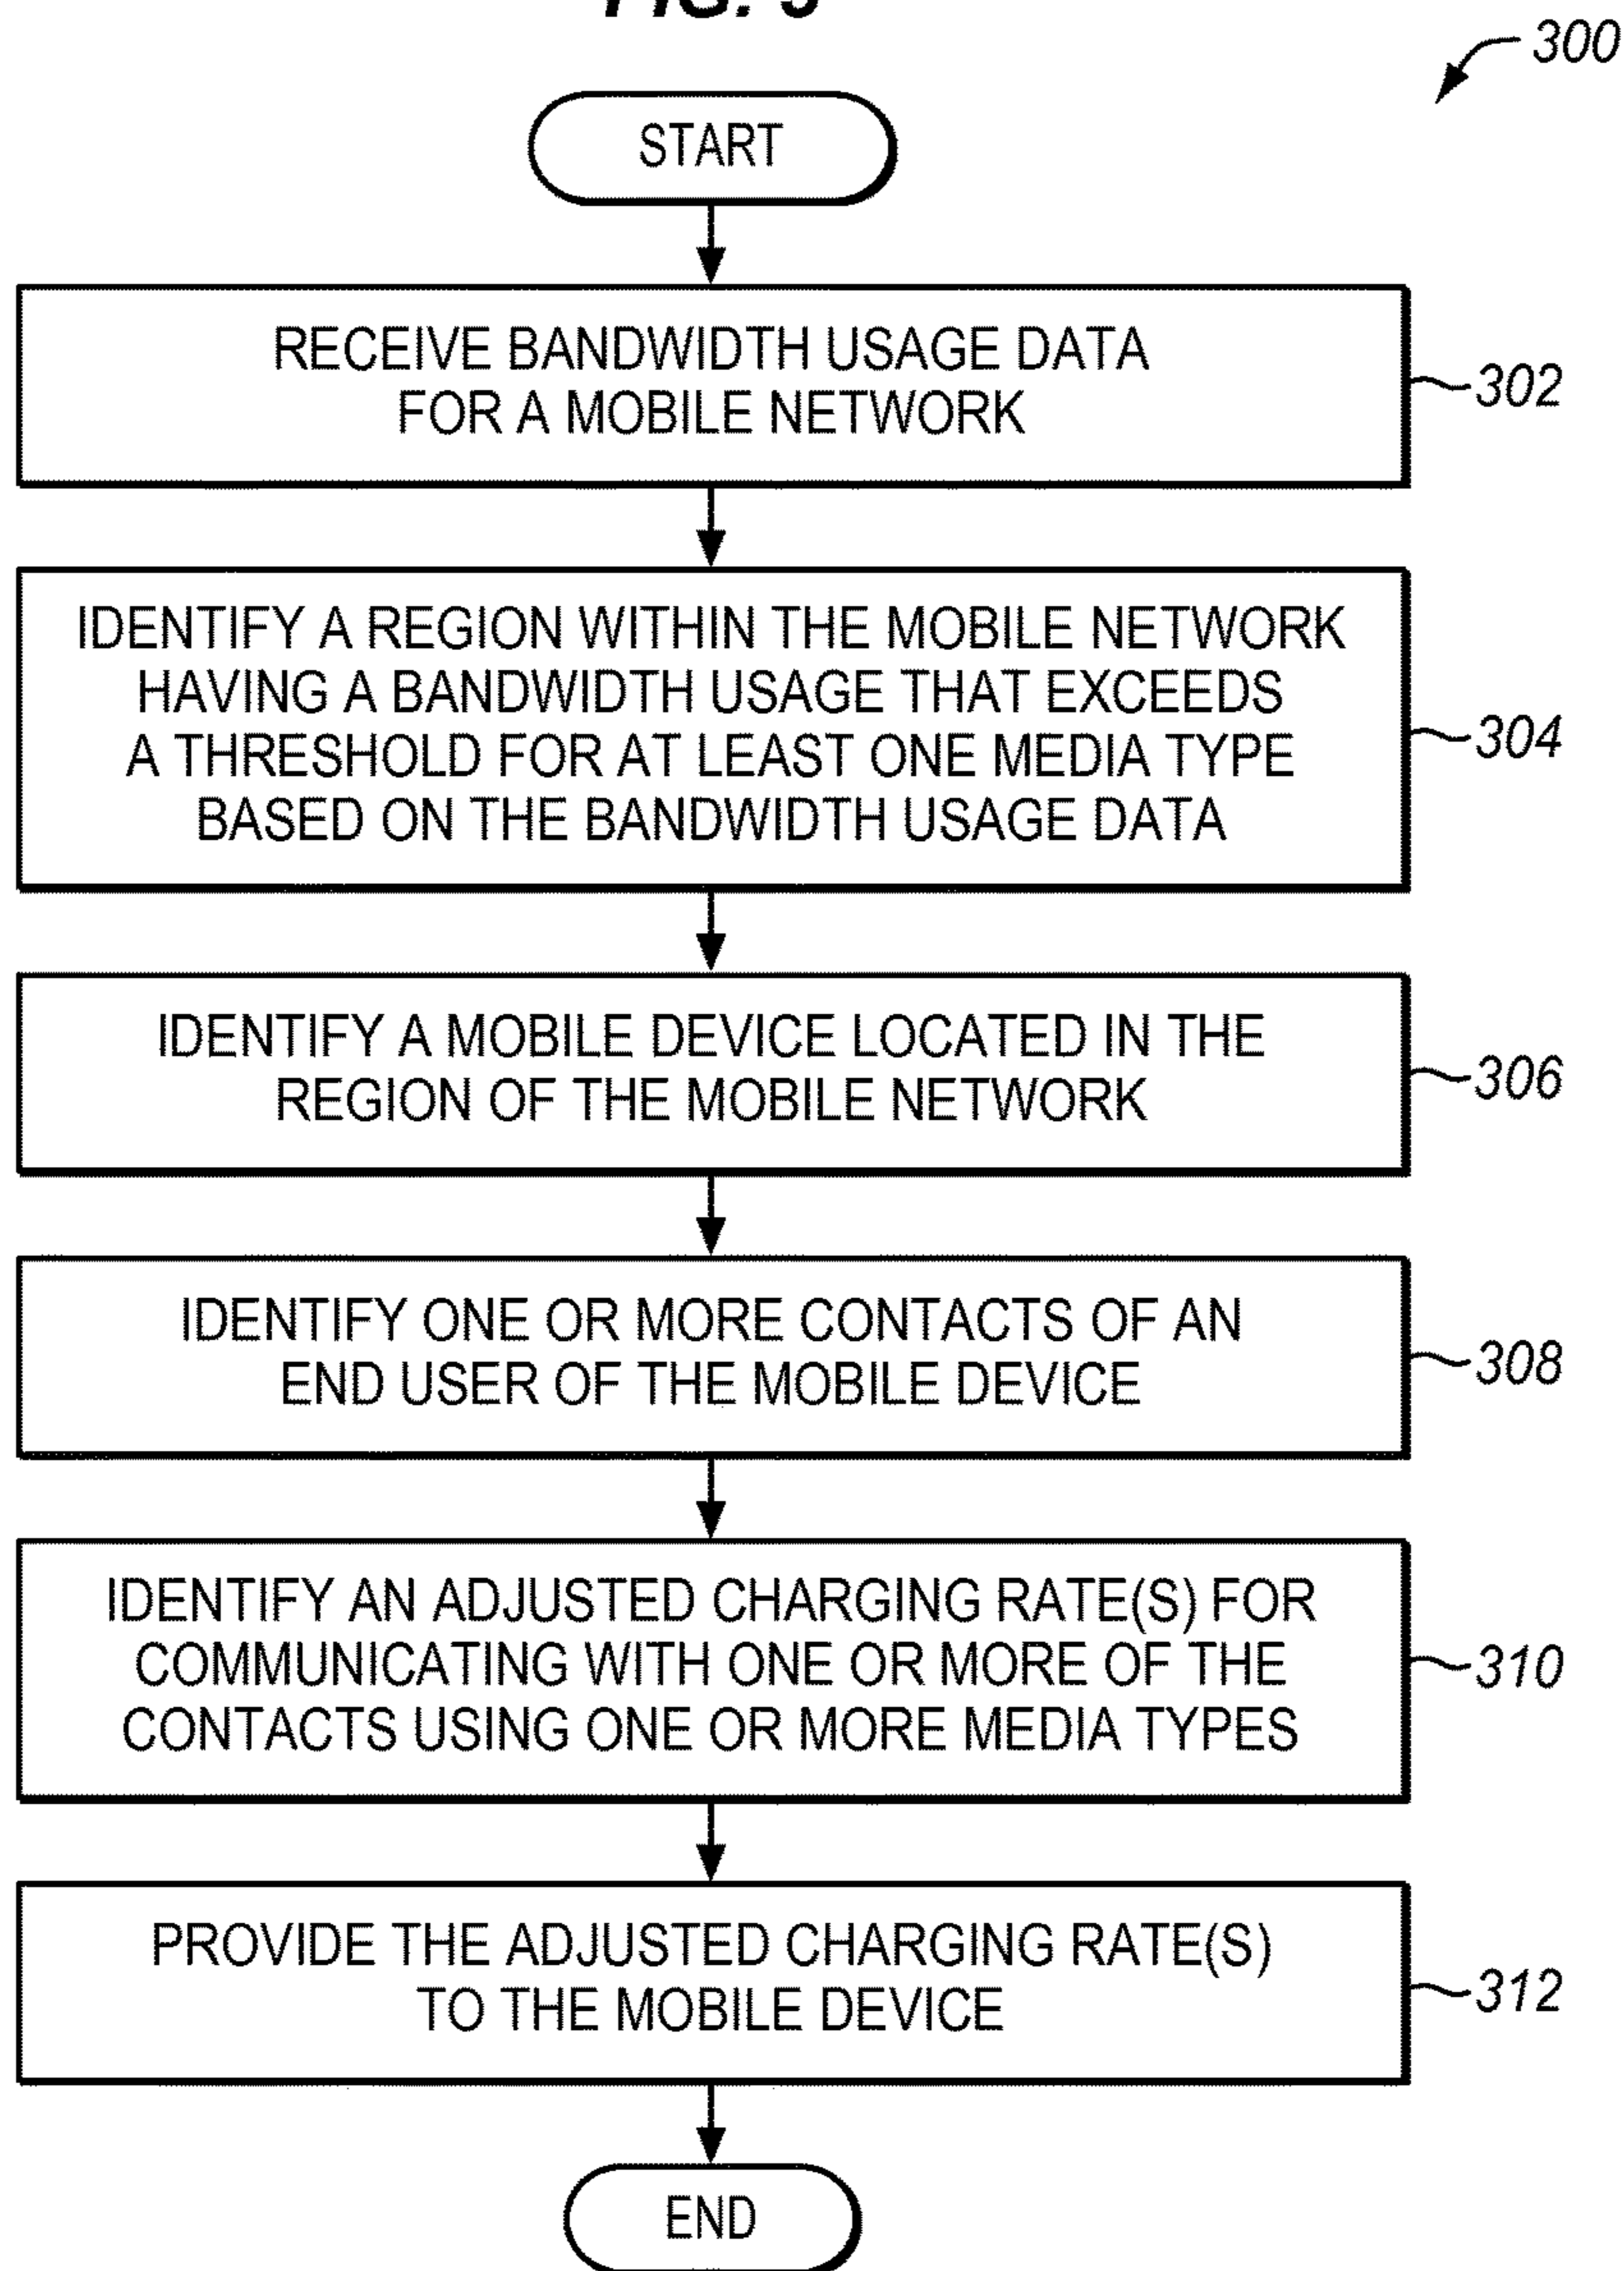 FIG. 3
300
START
RECEIVE BANDWIDTH USAGE DATA
FOR A MOBILE NETWORK
302
IDENTIFY A REGION WITHIN THE MOBILE NETWORK
HAVING A BANDWIDTH USAGE THAT EXCEEDS
A THRESHOLD FOR AT LEAST ONE MEDIA TYPE
BASED ON THE BANDWIDTH USAGE DATA
304
IDENTIFY A MOBILE DEVICE LOCATED IN THE
REGION OF THE MOBILE NETWORK
306
IDENTIFY ONE OR MORE CONTACTS OF AN
END USER OF THE MOBILE DEVICE
308
IDENTIFY AN ADJUSTED CHARGING RATE(S) FOR
COMMUNICATING WITH ONE OR MORE OF THE
CONTACTS USING ONE OR MORE MEDIA TYPES
310
PROVIDE THE ADJUSTED CHARGING RATE(S)
TO THE MOBILE DEVICE
312
END